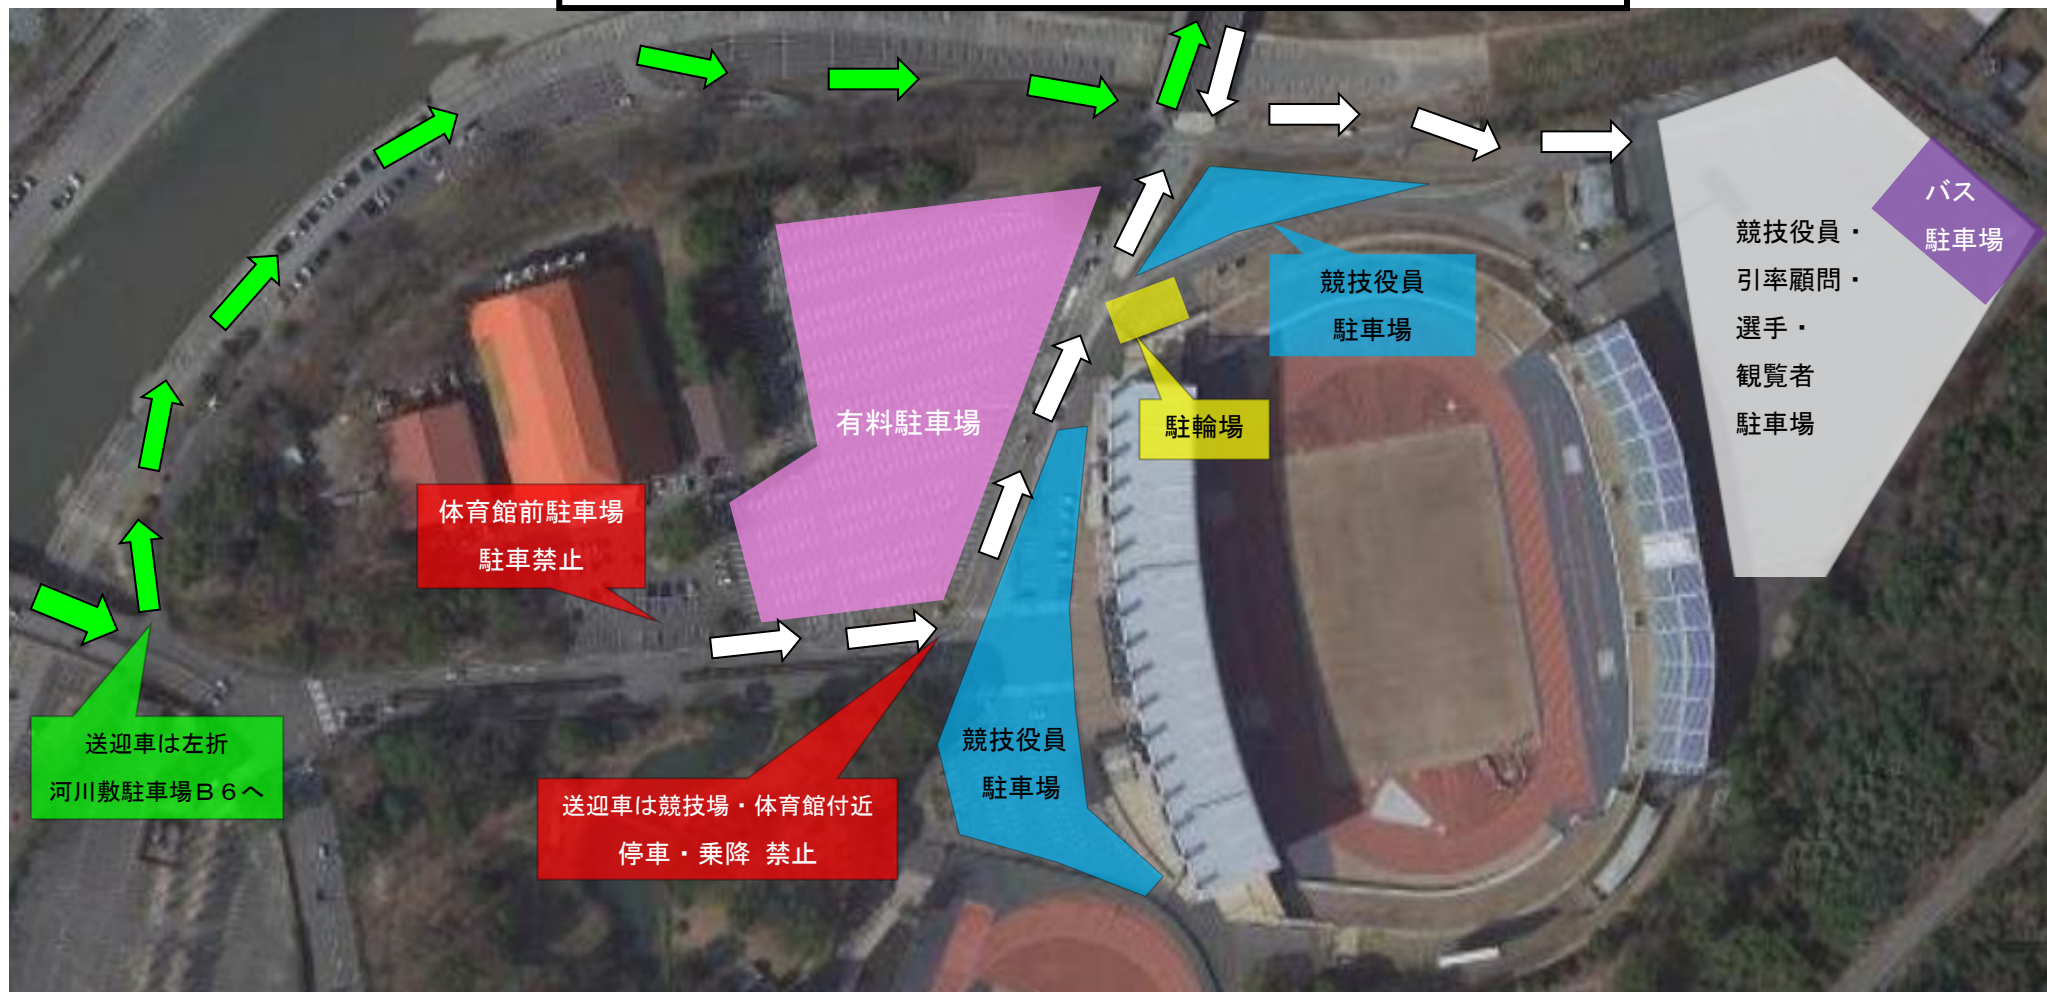 バス
駐車場
競技役員・
引率顧問・
選手・
観覧者
駐車場
競技役員
駐車場
有料駐車場
駐輪場
体育館前駐車場
駐車禁止
送迎車は左折
河川敷駐車場Ｂ６へ
送迎車は競技場・体育館付近
停車・乗降 禁止
競技役員
駐車場